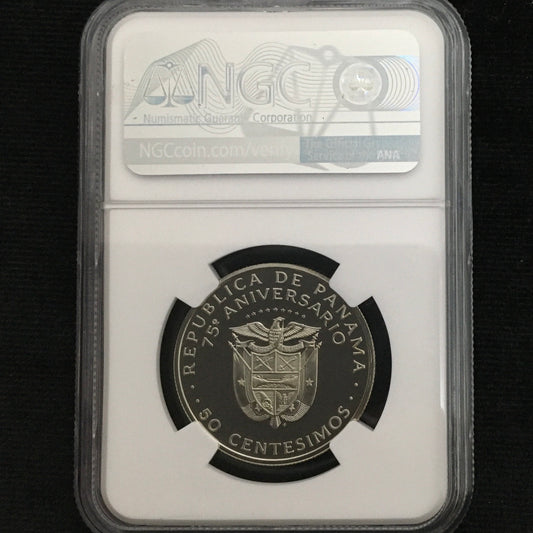 NGC
Numismatic Guaranty Corporation
NGCcoin.com/verify
The Official Gr
Service of the ANA
· REPUBLICA DE PANAMA ·
75º ANIVERSARIO
50 CENTESIMOS